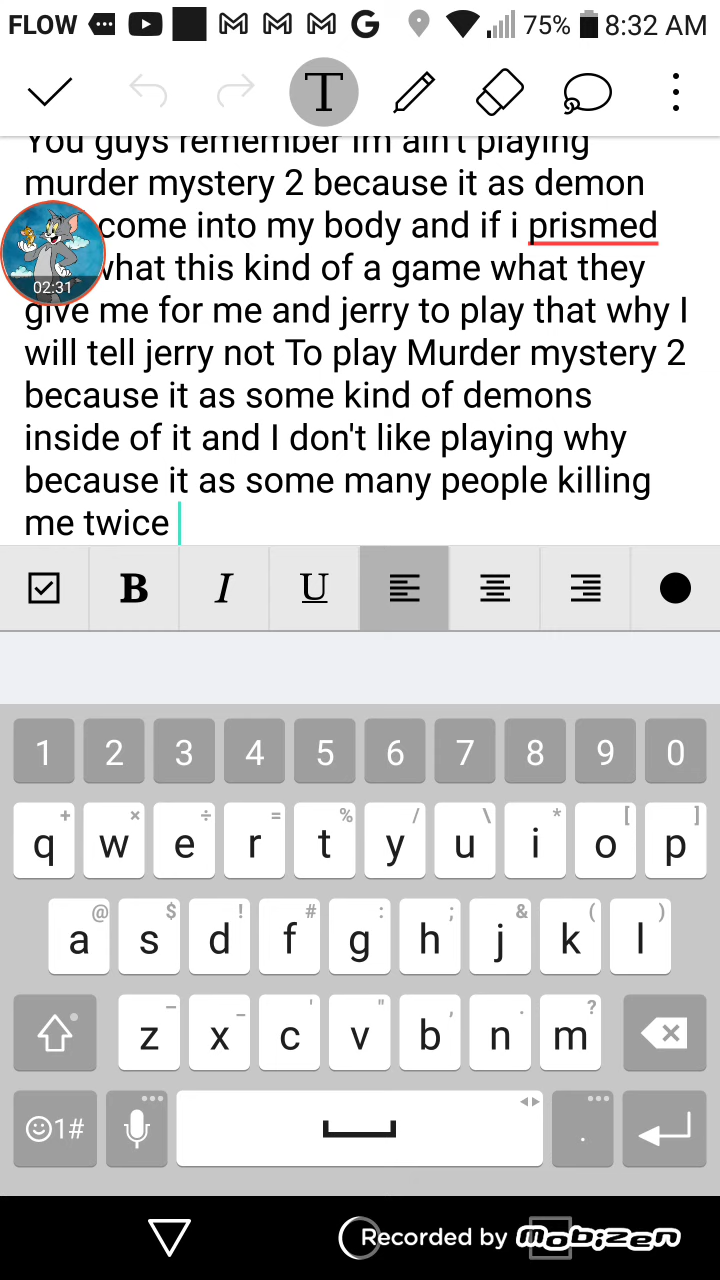 FLOW 75% 8:32 AM
T
You guys remember Im ain't playing
murder mystery 2 because it as demon
come into my body and if i prismed
what this kind of a game what they
02:31
give me for me and jerry to play that why I
will tell jerry not To play Murder mystery 2
because it as some kind of demons
inside of it and I don't like playing why
because it as some many people killing
me twice
B I U
1 2 3 4 5 6 7 8 9 0
+ × ÷ = % / \ * [ ]
q w e r t y u i o p
@ $ ! # : ; & ( )
a s d f g h j k l
– _ ' " , . ?
z x c v b n m
1# .
Recorded by mobizen